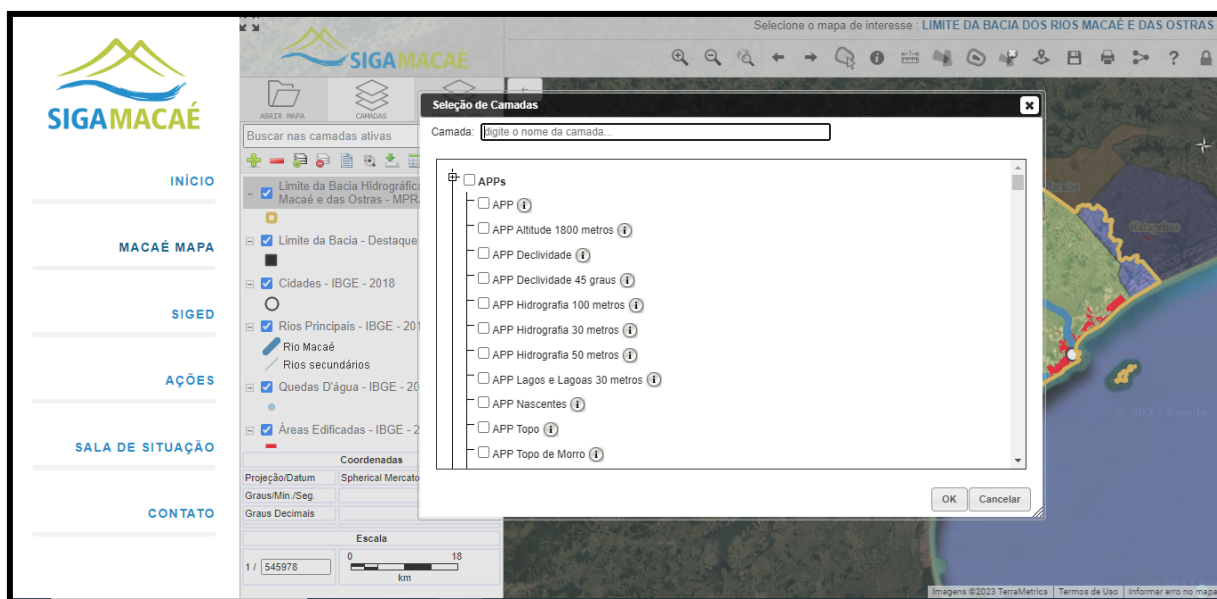 SIGAMACAÉ
INÍCIO
MACAÉ MAPA
SIGED
AÇÕES
SALA DE SITUAÇÃO
CONTATO
Selecione o mapa de interesse : LIMITE DA BACIA DOS RIOS MACAÉ E DAS OSTRAS
SIGAMACAÉ
ABRIR MAPA
CAMADAS
Buscar nas camadas ativas
Limite da Bacia Hidrográfic
Macaé e das Ostras - MPR
Limite da Bacia - Destaque
Cidades - IBGE - 2018
Rios Principais - IBGE - 201
Rio Macaé
Rios secundários
Quedas D'água - IBGE - 20
Áreas Edificadas - IBGE - 2
Coordenadas
Projeção/Datum Spherical Mercato
Graus/Min./Seg.
Graus Decimais
Escala
1 / 545978
0 18
km
Seleção de Camadas
Camada: digite o nome da camada...
APPs
APP
APP Altitude 1800 metros
APP Declividade
APP Declividade 45 graus
APP Hidrografia 100 metros
APP Hidrografia 30 metros
APP Hidrografia 50 metros
APP Lagos e Lagoas 30 metros
APP Nascentes
APP Topo
APP Topo de Morro
OK Cancelar
Carapebus
© 2023 Google
Imagens ©2023 TerraMetrics Termos de Uso Informar erro no mapa